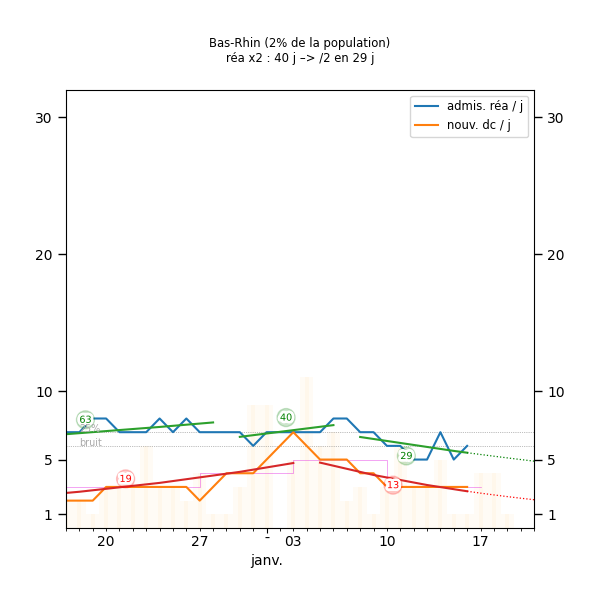 Bas-Rhin (2% de la population)
réa x2 : 40 j –> /2 en 29 j
admis. réa / j
nouv. dc / j
30 30
20 20
10 10
63
40
bruit
29
5 5
19
13
1 1
20 27 - 03 10 17
janv.